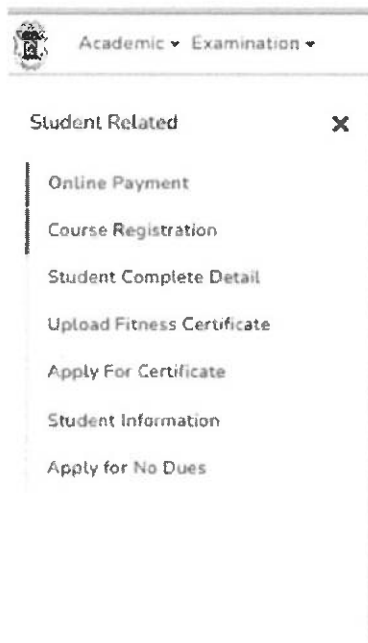 Academic Examination
Student Related
Online Payment
Course Registration
Student Complete Detail
Upload Fitness Certificate
Apply For Certificate
Student Information
Apply for No Dues